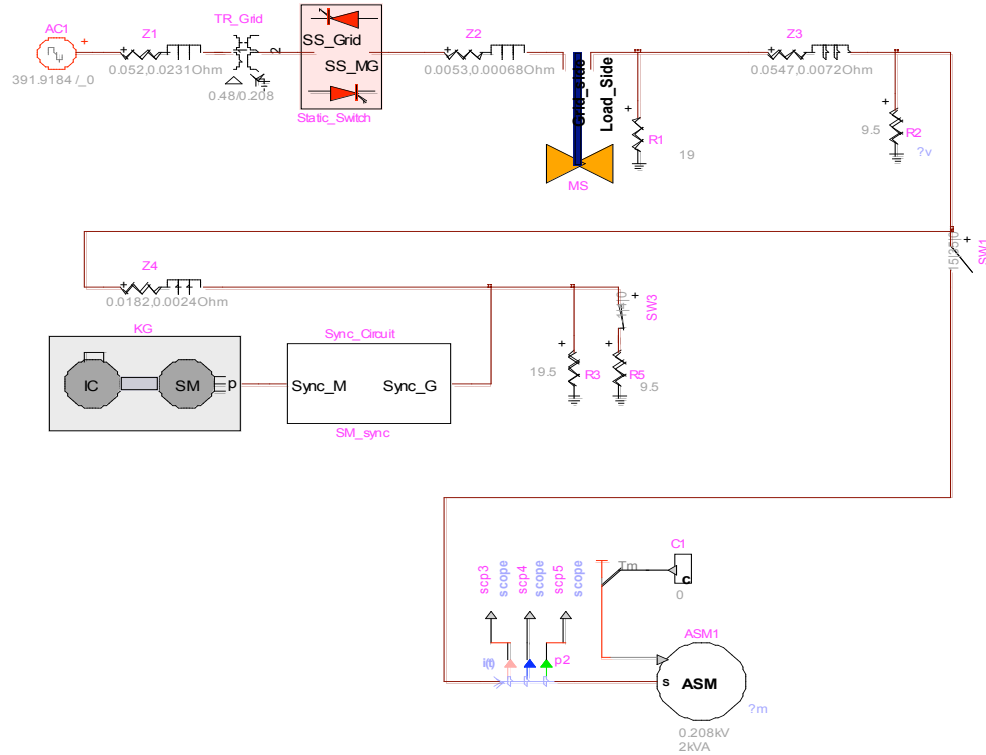 AC1
391.9184 /_0
Z1
0.052,0.0231Ohm
TR_Grid
2
0.48/0.208
SS_Grid
SS_MG
Static_Switch
Z2
0.0053,0.00068Ohm
Grid_side
Load_Side
MS
R1
19
Z3
0.0547,0.0072Ohm
9.5
R2
?v
SW1
Z4
0.0182,0.0024Ohm
SW3
KG
IC
SM
p
Sync_Circuit
Sync_M
Sync_G
SM_sync
19.5
R3
R5
9.5
scp3
scope
scp4
scope
scp5
scope
p2
Tm
C1
c
0
ASM1
S
ASM
?m
0.208kV
2kVA